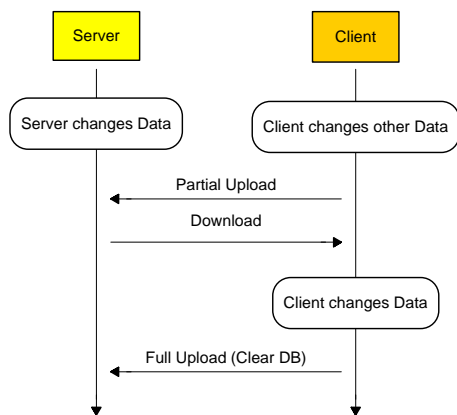 Server
Client
Server changes Data
Client changes other Data
Partial Upload
Download
Client changes Data
Full Upload (Clear DB)